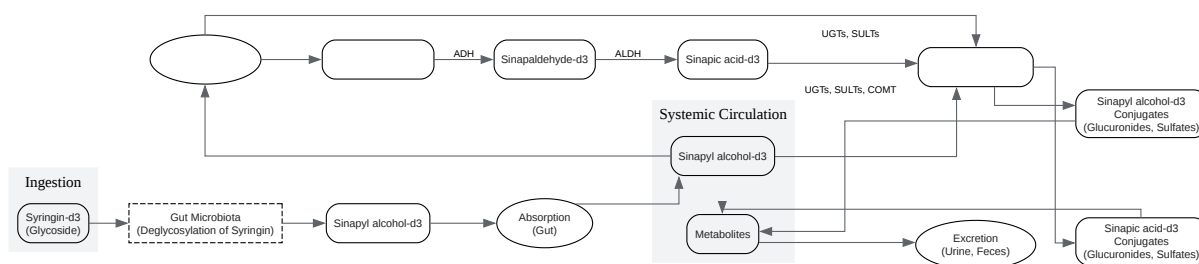 UGTs, SULTs
ADH
Sinapaldehyde-d3
ALDH
Sinapic acid-d3
UGTs, SULTs, COMT
Sinapyl alcohol-d3
Conjugates
(Glucuronides, Sulfates)
Systemic Circulation
Sinapyl alcohol-d3
Ingestion
Syringin-d3
(Glycoside)
Gut Microbiota
(Deglycosylation of Syringin)
Sinapyl alcohol-d3
Absorption
(Gut)
Metabolites
Excretion
(Urine, Feces)
Sinapic acid-d3
Conjugates
(Glucuronides, Sulfates)